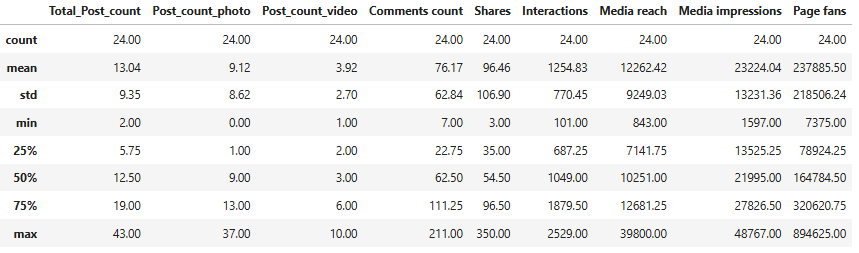 Total_Post_count Post_count_photo Post_count_video Comments count Shares Interactions Media reach Media impressions Page fans
count 24.00 24.00 24.00 24.00 24.00 24.00 24.00 24.00 24.00
mean 13.04 9.12 3.92 76.17 96.46 1254.83 12262.42 23224.04 237885.50
std 9.35 8.62 2.70 62.84 106.90 770.45 9249.03 13231.36 218506.24
min 2.00 0.00 1.00 7.00 3.00 101.00 843.00 1597.00 7375.00
25% 5.75 1.00 2.00 22.75 35.00 687.25 7141.75 13525.25 78924.25
50% 12.50 9.00 3.00 62.50 54.50 1049.00 10251.00 21995.00 164784.50
75% 19.00 13.00 6.00 111.25 96.50 1879.50 12681.25 27826.50 320620.75
max 43.00 37.00 10.00 211.00 350.00 2529.00 39800.00 48767.00 894625.00